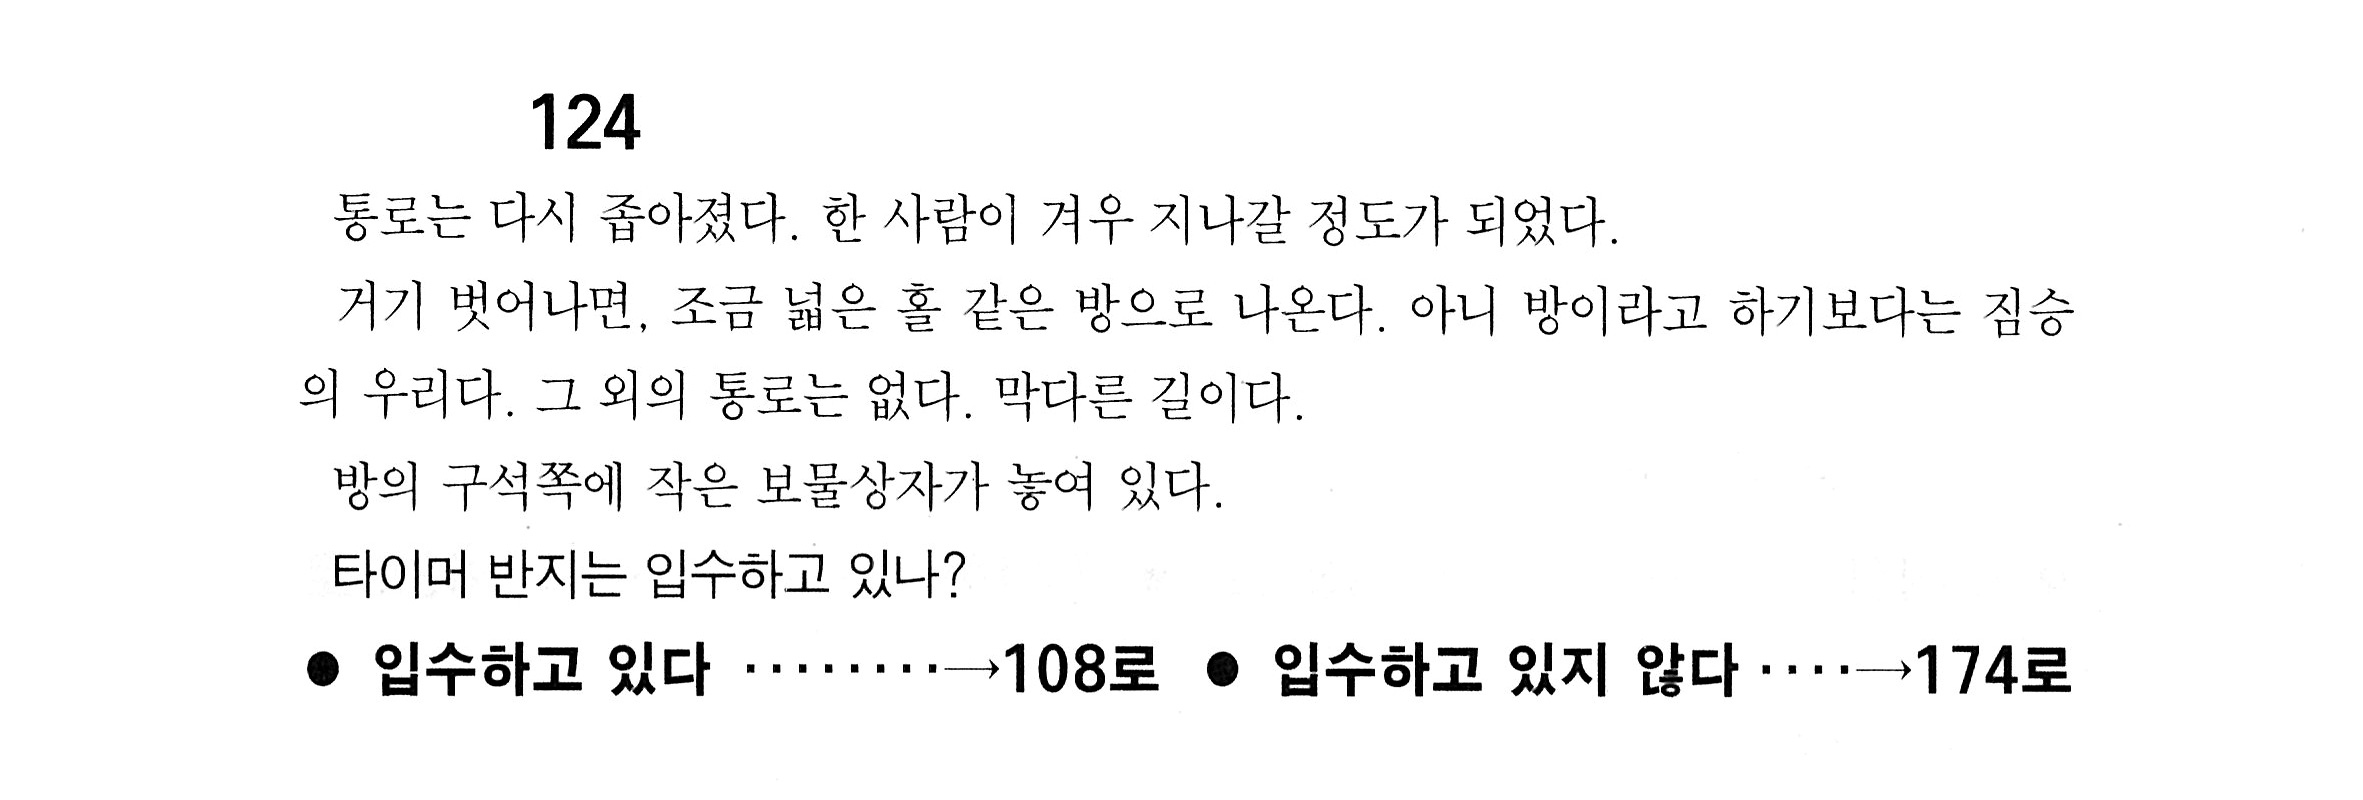 124
통로는 다시 좁아졌다. 한 사람이 겨우 지나갈 정도가 되었다.
거기 벗어나면, 조금 넓은 홀 같은 방으로 나온다. 아니 방이라고 하기보다는 짐승
의 우리다. 그 외의 통로는 없다. 막다른 길이다.
방의 구석쪽에 작은 보물상자가 놓여 있다.
타이머 반지는 입수하고 있나?
● 입수하고 있다 ········→108로 ● 입수하고 있지 않다 ····→174로